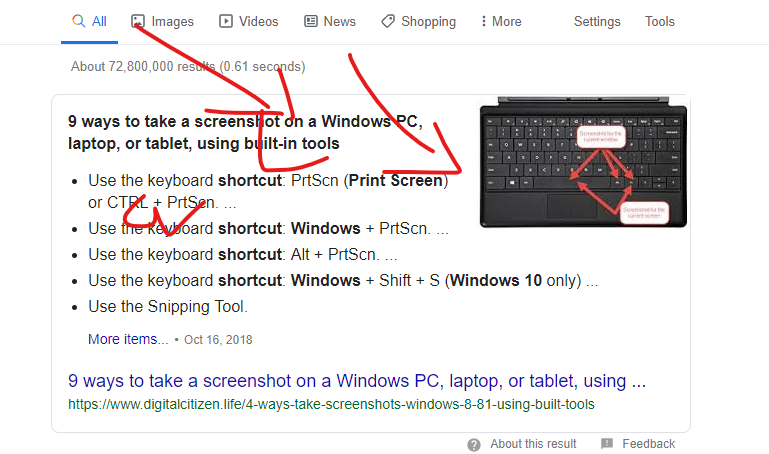 All Images Videos News Shopping More Settings Tools
About 72,800,000 results (0.61 seconds)
9 ways to take a screenshot on a Windows PC,
laptop, or tablet, using built-in tools
Use the keyboard shortcut: PrtScn (Print Screen)
or CTRL + PrtScn. ...
Use the keyboard shortcut: Windows + PrtScn. ...
Use the keyboard shortcut: Alt + PrtScn. ...
Use the keyboard shortcut: Windows + Shift + S (Windows 10 only) ...
Use the Snipping Tool.
More items... • Oct 16, 2018
Screenshot for the
current window
Screenshot for the
current screen
9 ways to take a screenshot on a Windows PC, laptop, or tablet, using ...
https://www.digitalcitizen.life/4-ways-take-screenshots-windows-8-81-using-built-tools
About this result Feedback